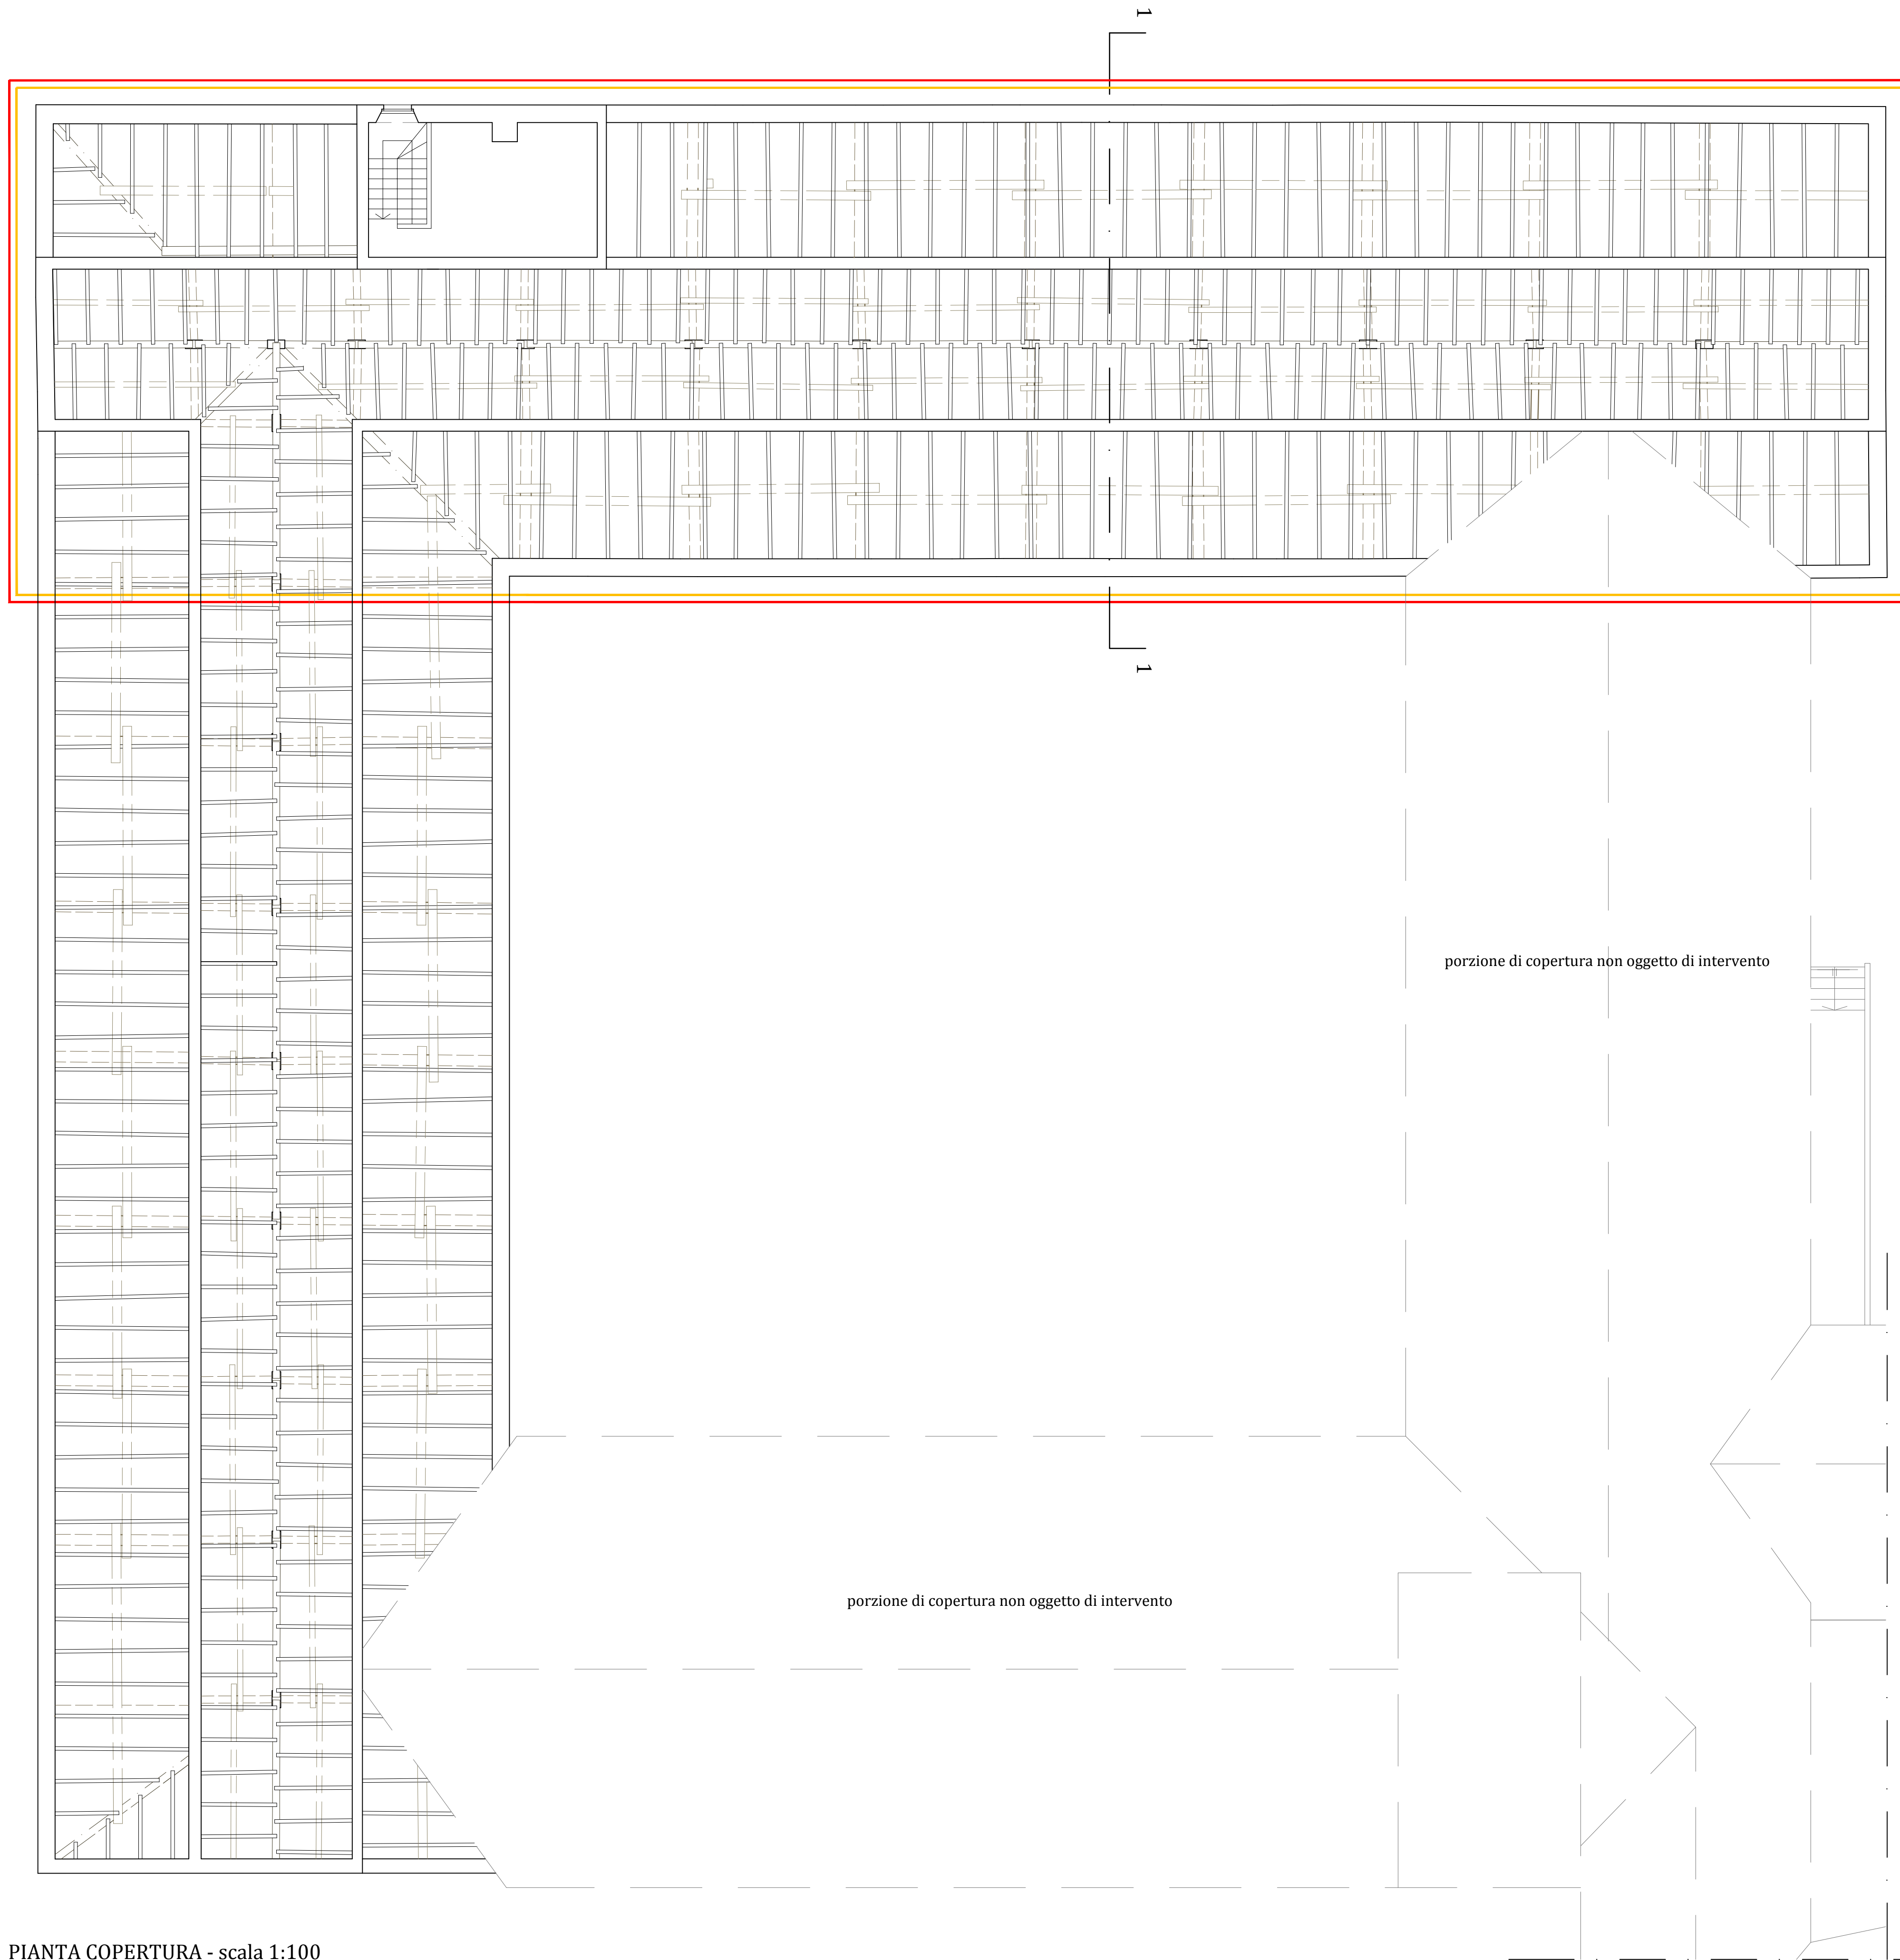 1
1
porzione di copertura non oggetto di intervento
porzione di copertura non oggetto di intervento
PIANTA COPERTURA - scala 1:100